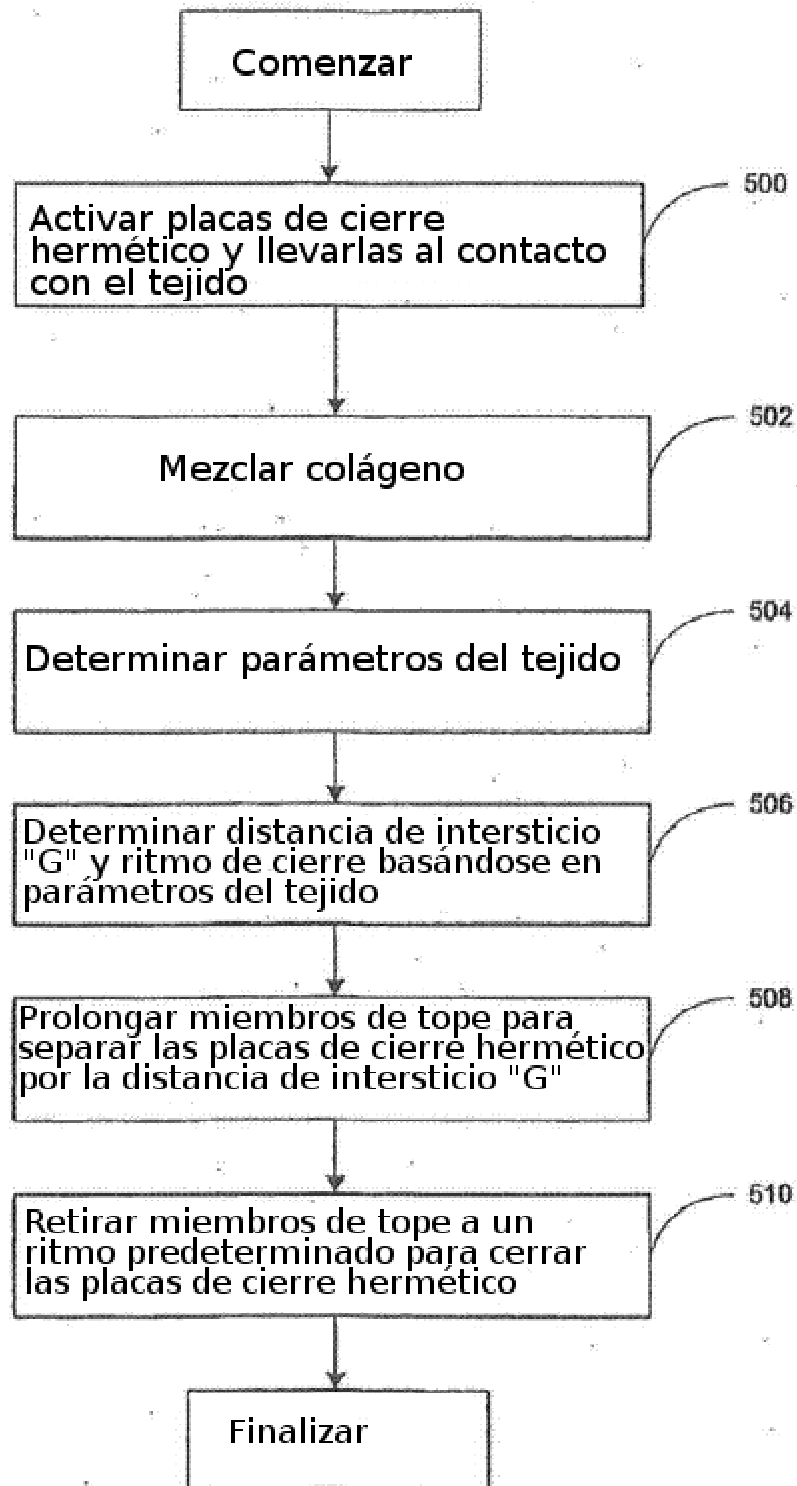 Comenzar
500
Activar placas de cierre
hermético y llevarlas al contacto
con el tejido
502
Mezclar colágeno
504
Determinar parámetros del tejido
506
Determinar distancia de intersticio
"G" y ritmo de cierre basándose en
parámetros del tejido
508
Prolongar miembros de tope para
separar las placas de cierre hermético
por la distancia de intersticio "G"
510
Retirar miembros de tope a un
ritmo predeterminado para cerrar
las placas de cierre hermético
Finalizar